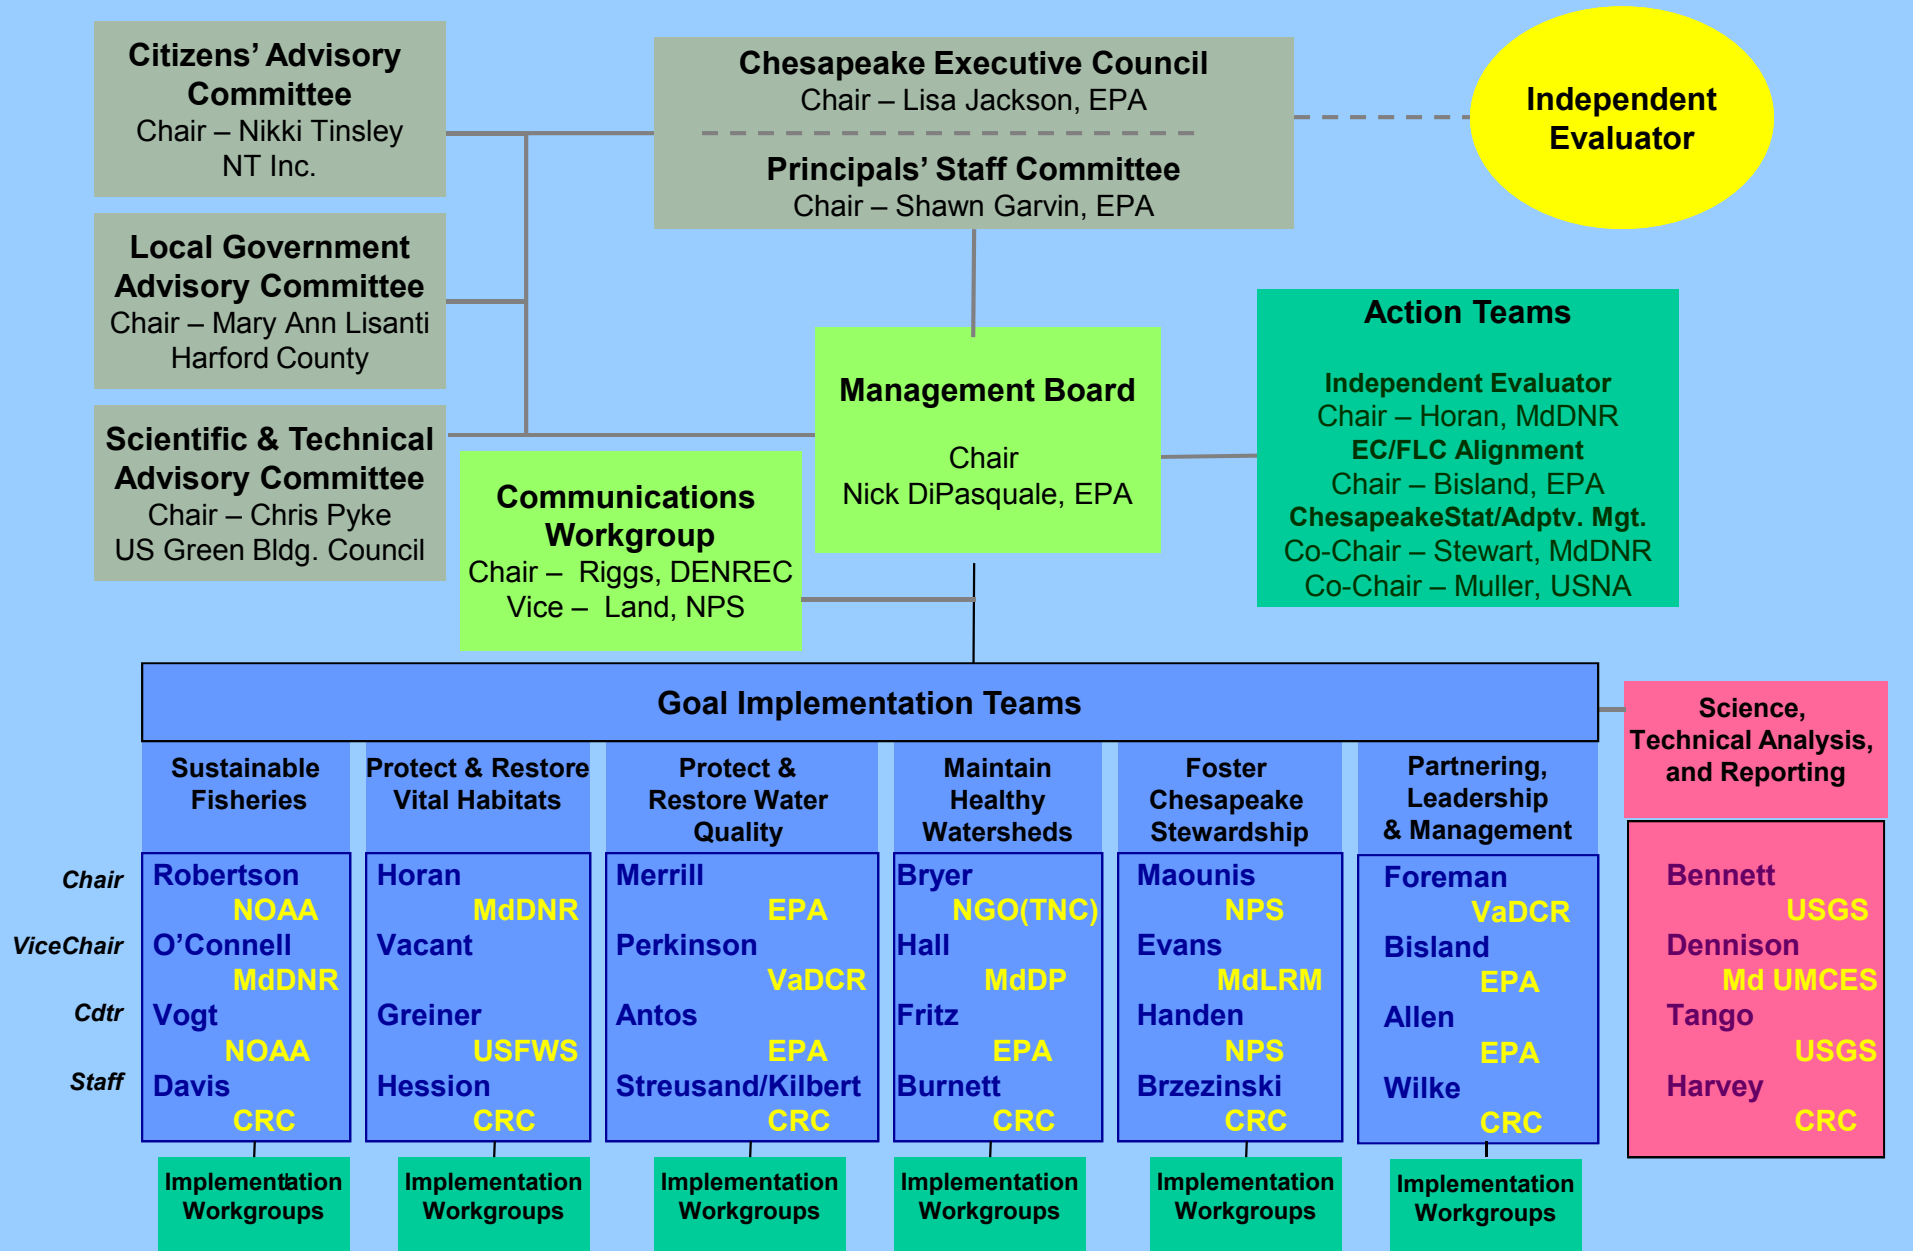 Citizens' Advisory
Committee
Chair – Nikki Tinsley
NT Inc.
Chesapeake Executive Council
Chair – Lisa Jackson, EPA
Principals' Staff Committee
Chair – Shawn Garvin, EPA
Independent
Evaluator
Local Government
Advisory Committee
Chair – Mary Ann Lisanti
Harford County
Scientific & Technical
Advisory Committee
Chair – Chris Pyke
US Green Bldg. Council
Management Board
Chair
Nick DiPasquale, EPA
Action Teams
Independent Evaluator
Chair – Horan, MdDNR
EC/FLC Alignment
Chair – Bisland, EPA
ChesapeakeStat/Adptv. Mgt.
Co-Chair – Stewart, MdDNR
Co-Chair – Muller, USNA
Communications
Workgroup
Chair – Riggs, DENREC
Vice – Land, NPS
Goal Implementation Teams
Science,
Technical Analysis,
and Reporting
Sustainable
Fisheries
Protect & Restore
Vital Habitats
Protect &
Restore Water
Quality
Maintain
Healthy
Watersheds
Foster
Chesapeake
Stewardship
Partnering,
Leadership
& Management
Chair
ViceChair
Cdtr
Staff
Robertson
NOAA
O'Connell
MdDNR
Vogt
NOAA
Davis
CRC
Horan
MdDNR
Vacant
Greiner
USFWS
Hession
CRC
Merrill
EPA
Perkinson
VaDCR
Antos
EPA
Streusand/Kilbert
CRC
Bryer
NGO(TNC)
Hall
MdDP
Fritz
EPA
Burnett
CRC
Maounis
NPS
Evans
MdLRM
Handen
NPS
Brzezinski
CRC
Foreman
VaDCR
Bisland
EPA
Allen
EPA
Wilke
CRC
Bennett
USGS
Dennison
Md UMCES
Tango
USGS
Harvey
CRC
Implementation
Workgroups
Implementation
Workgroups
Implementation
Workgroups
Implementation
Workgroups
Implementation
Workgroups
Implementation
Workgroups